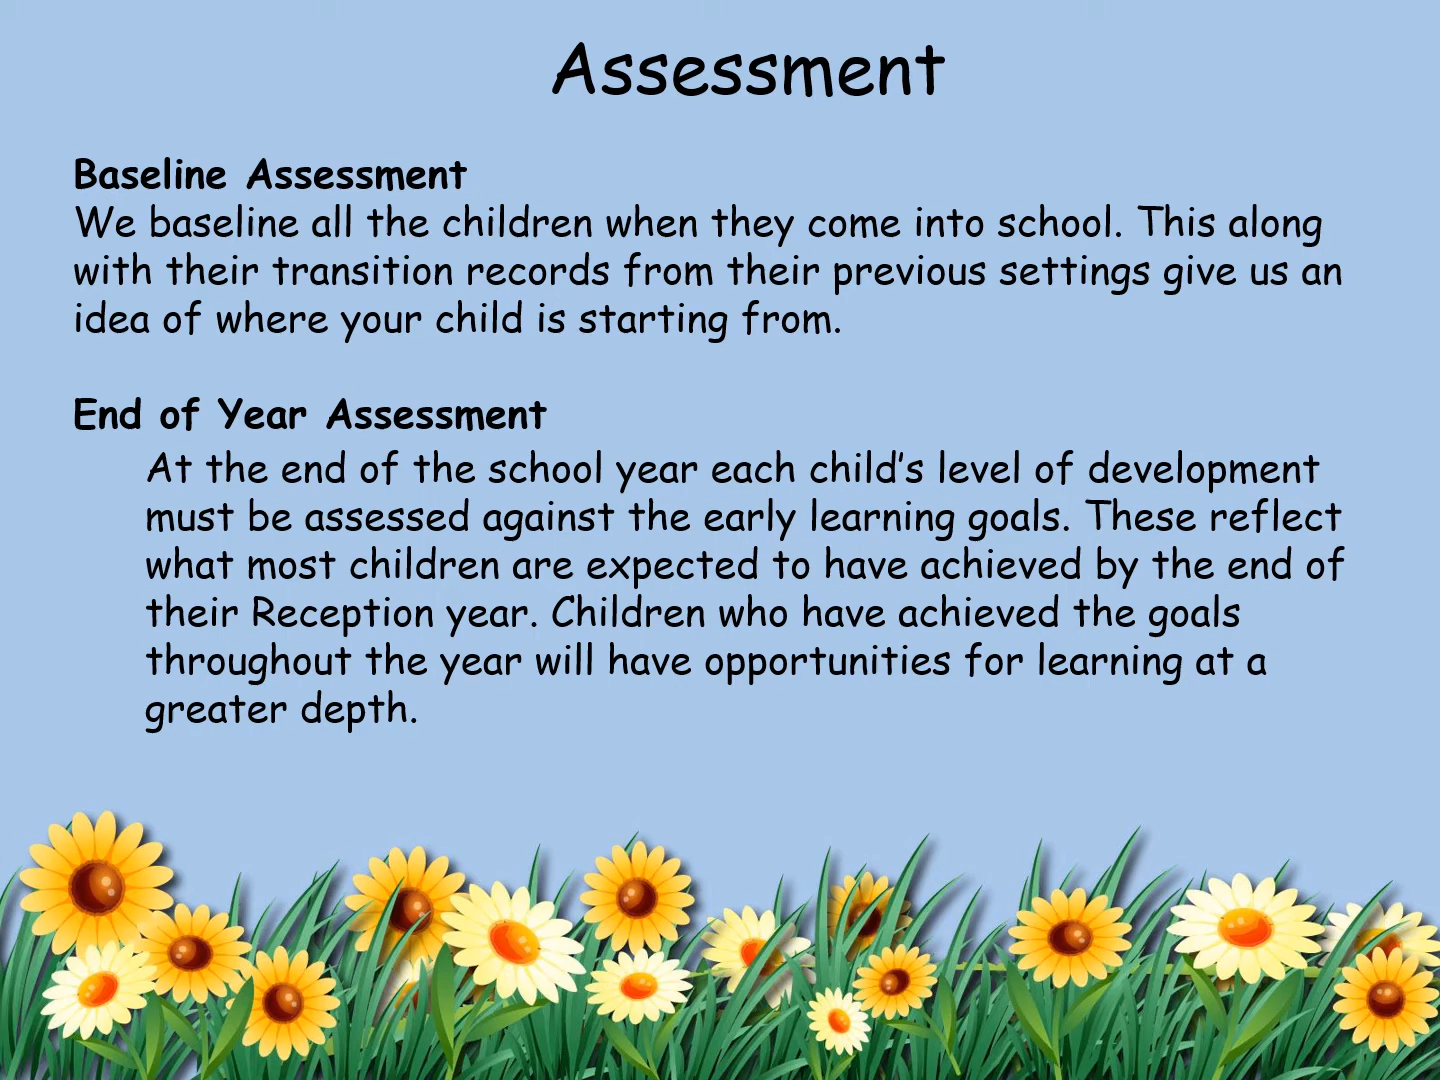 Assessment
Baseline Assessment
We baseline all the children when they come into school. This along
with their transition records from their previous settings give us an
idea of where your child is starting from.
End of Year Assessment
At the end of the school year each child’s level of development
must be assessed against the early learning goals. These reflect
what most children are expected to have achieved by the end of
their Reception year. Children who have achieved the goals
throughout the year will have opportunities for learning at a
greater depth.